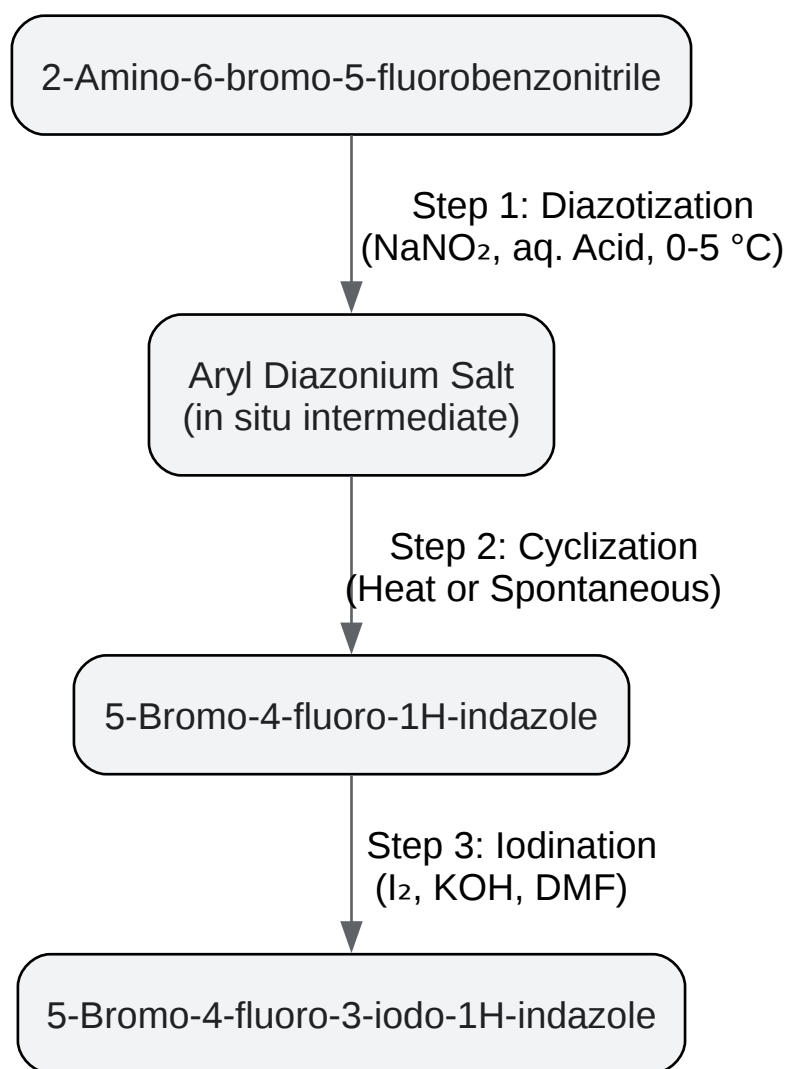 2-Amino-6-bromo-5-fluorobenzonitrile
Step 1: Diazotization
(NaNO₂, aq. Acid, 0-5 °C)
Aryl Diazonium Salt
(in situ intermediate)
Step 2: Cyclization
(Heat or Spontaneous)
5-Bromo-4-fluoro-1H-indazole
Step 3: Iodination
(I₂, KOH, DMF)
5-Bromo-4-fluoro-3-iodo-1H-indazole